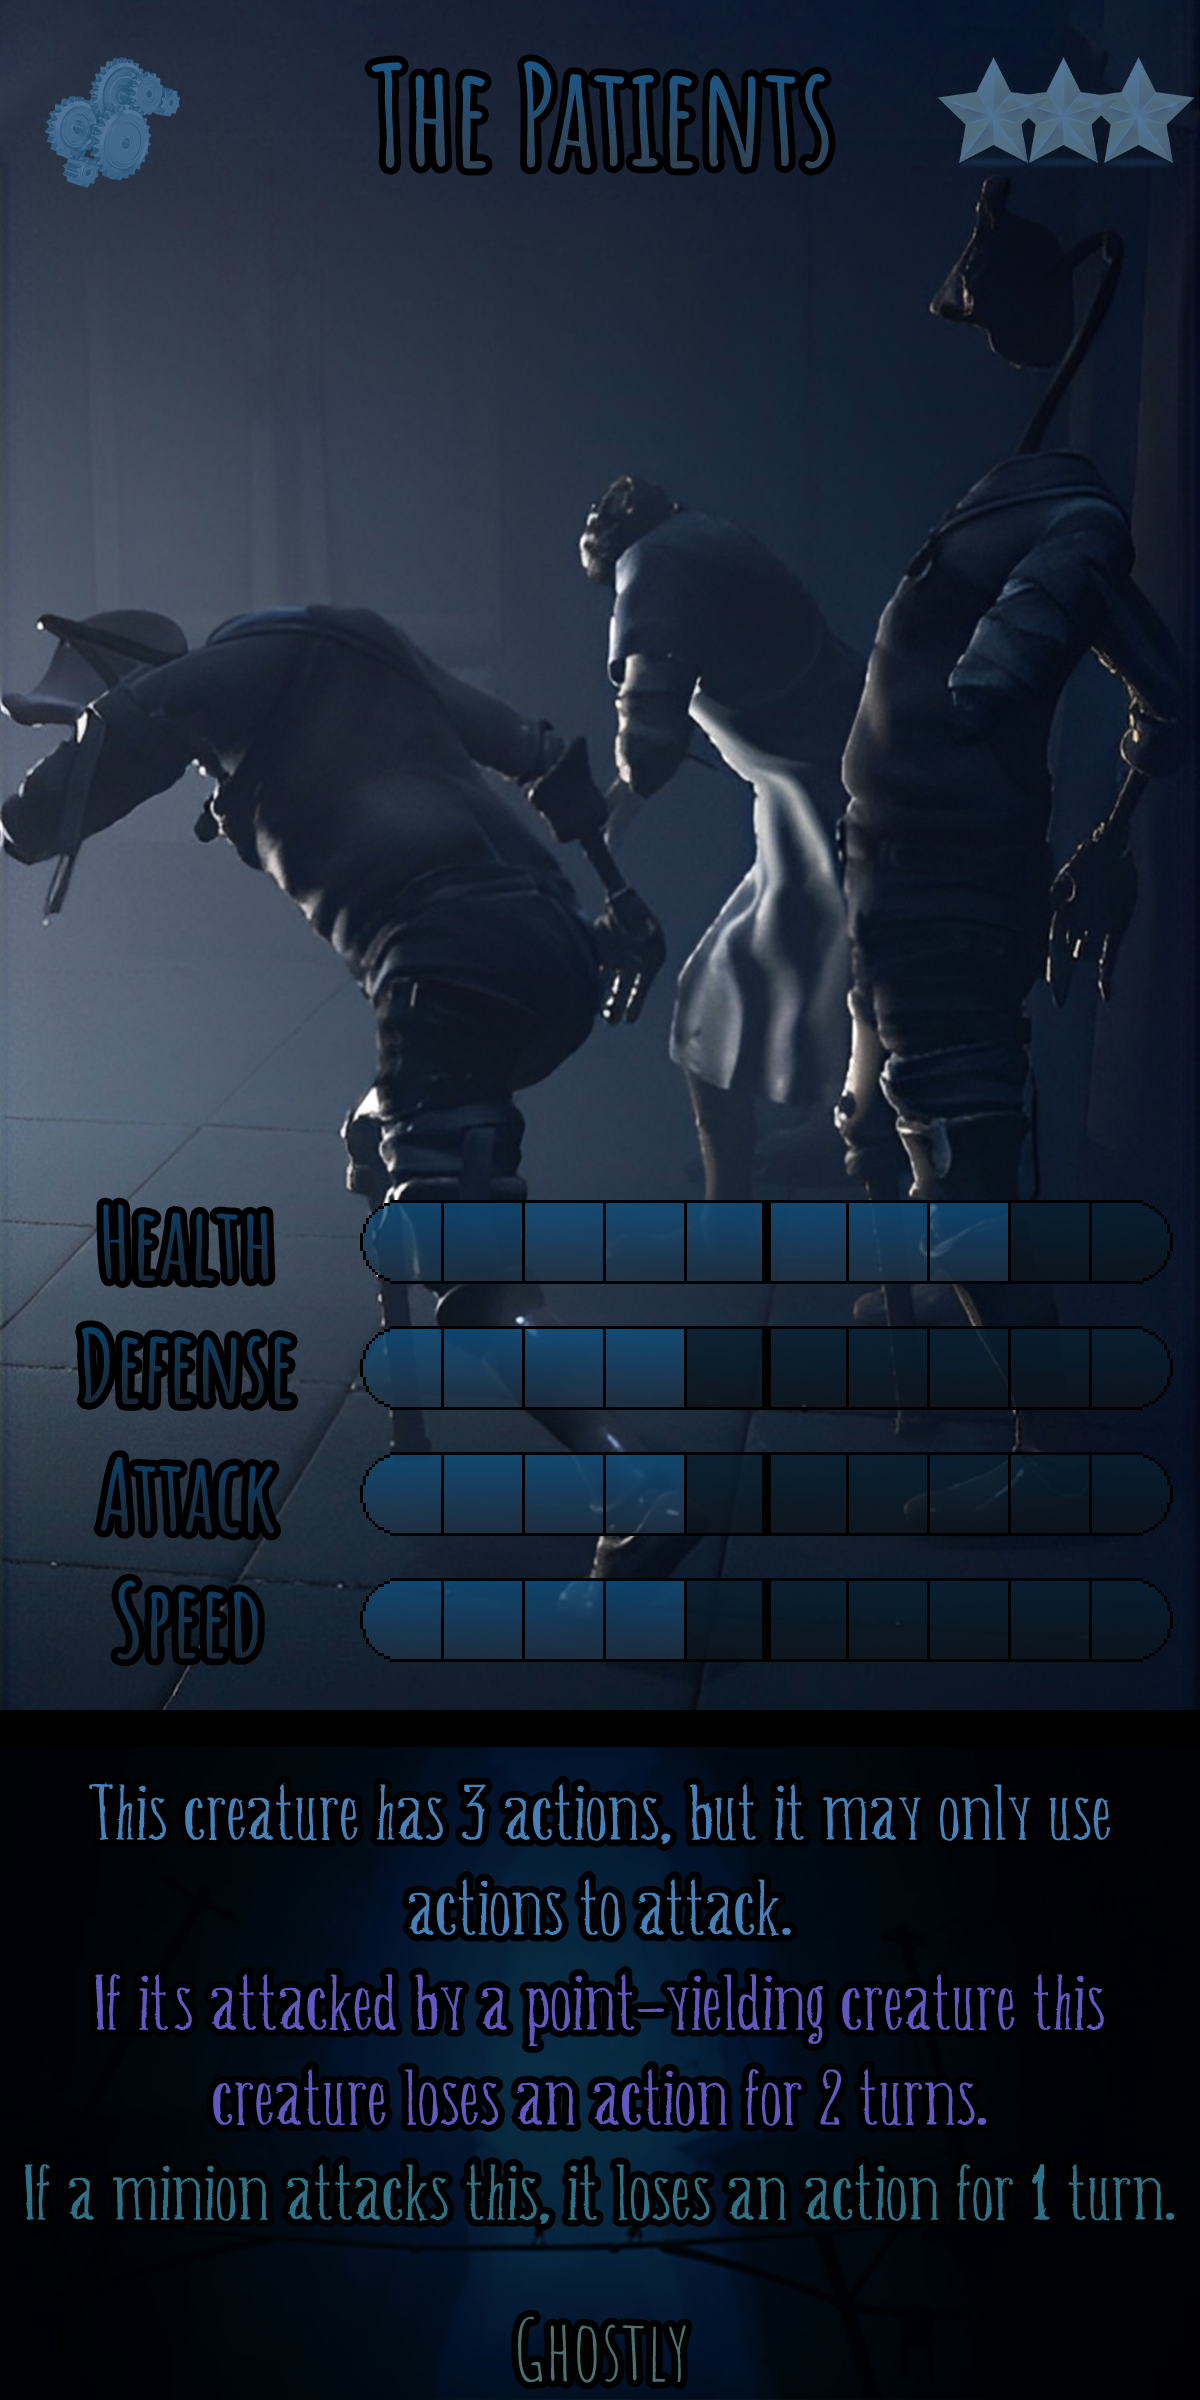 The Patients
Health
Defense
Attack
Speed
This creature has 3 actions, but it may only use
actions to attack.
If its attacked by a point-yielding creature this
creature loses an action for 2 turns.
If a minion attacks this, it loses an action for 1 turn.
Ghostly